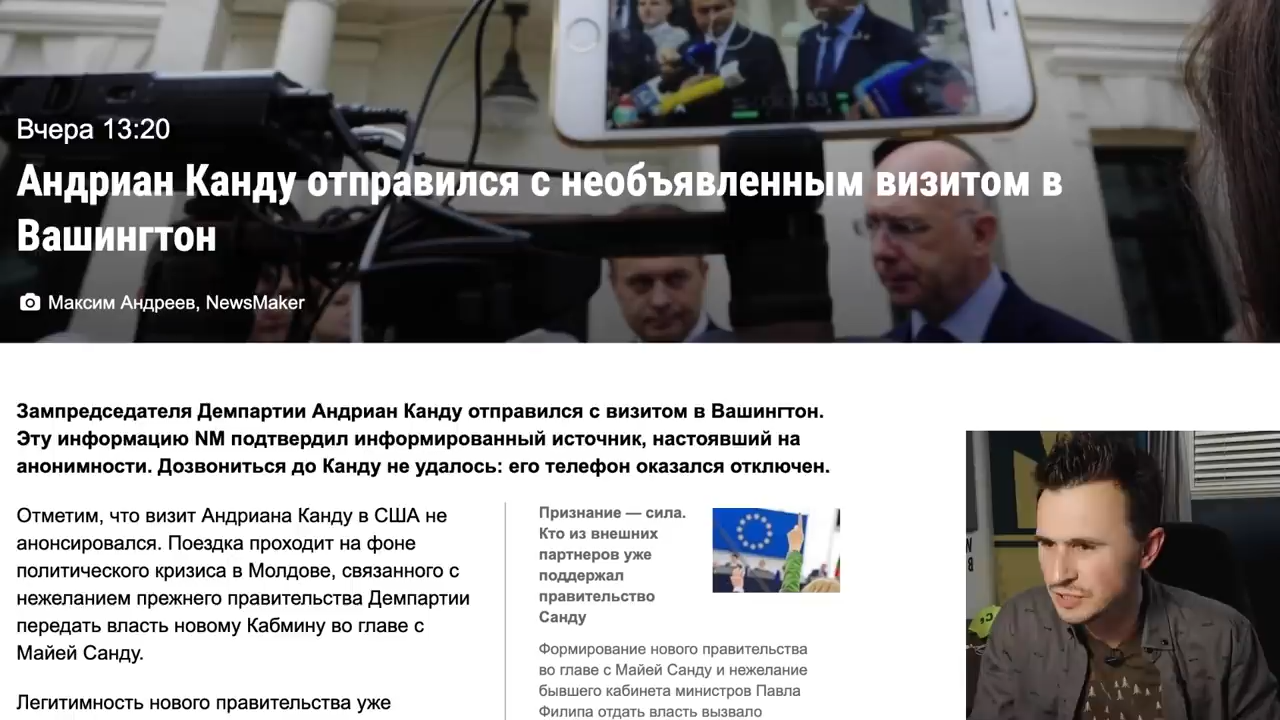 Вчера 13:20
Андриан Канду отправился с необъявленным визитом в
Вашингтон
Максим Андреев, NewsMaker
Зампредседателя Демпартии Андриан Канду отправился с визитом в Вашингтон.
Эту информацию NM подтвердил информированный источник, настоявший на
анонимности. Дозвониться до Канду не удалось: его телефон оказался отключен.
Отметим, что визит Андриана Канду в США не
анонсировался. Поездка проходит на фоне
политического кризиса в Молдове, связанного с
нежеланием прежнего правительства Демпартии
передать власть новому Кабмину во главе с
Майей Санду.
Легитимность нового правительства уже
Признание — сила.
Кто из внешних
партнеров уже
поддержал
правительство
Санду
Формирование нового правительства
во главе с Майей Санду и нежелание
бывшего кабинета министров Павла
Филипа отдать власть вызвало